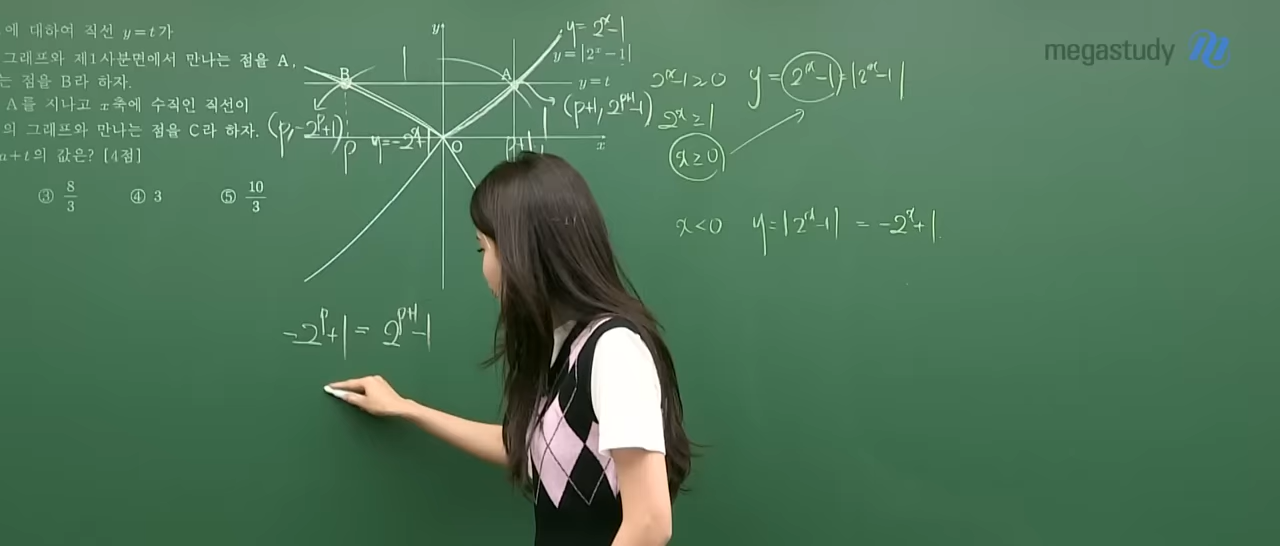 에 대하여 직선 y=t가
그래프와 제1사분면에서 만나는 점을 A,
는 점을 B라 하자.
A를 지나고 x축에 수직인 직선이
의 그래프와 만나는 점을 C라 하자.
a+t의 값은? [4점]
③ 8/3 ④ 3 ⑤ 10/3
y
y=2^x-1
y=|2^x-1|
B
1
A
y=t
(p+1, 2^{p+1}-1)
(p, -2^p+1)
p
y=-2^x+1
O
p+1
1
x
2^x-1≥0
y=2^x-1=|2^x-1|
2^x≥1
x≥0
x<0 y=|2^x-1| = -2^x+1
-2^p+1=2^{p+1}-1
megastudy